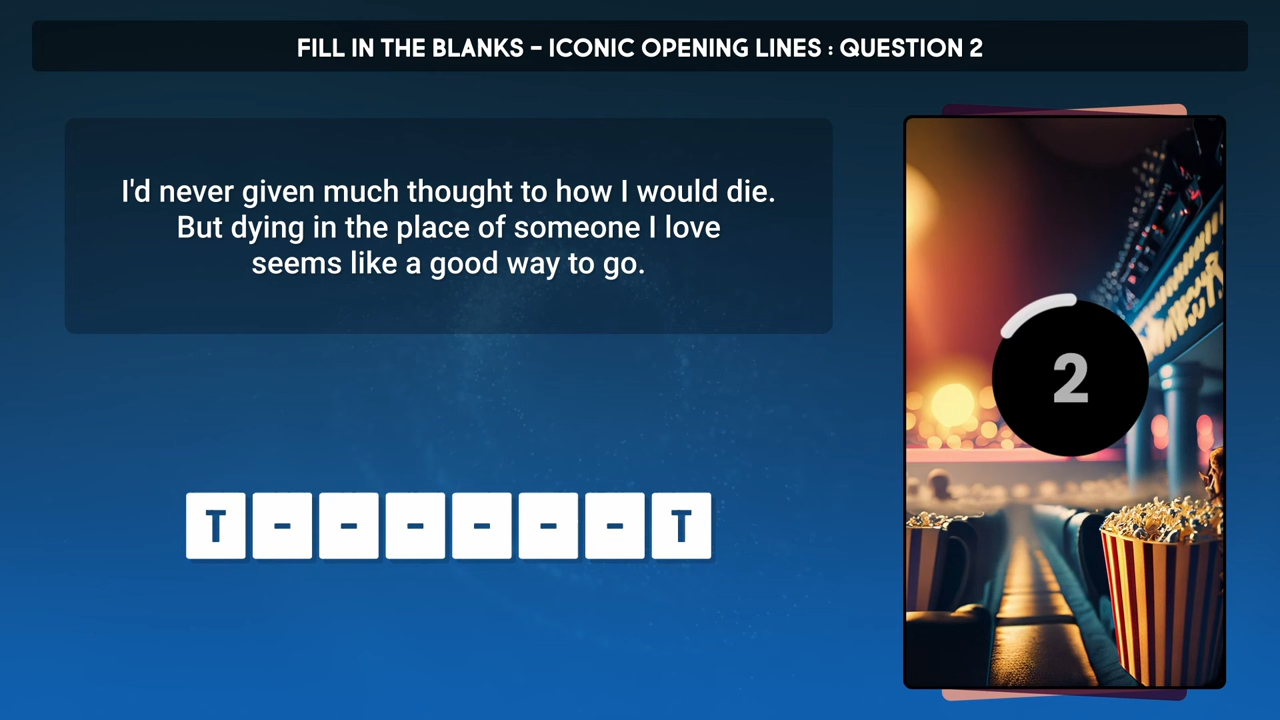 FILL IN THE BLANKS - ICONIC OPENING LINES : QUESTION 2
I'd never given much thought to how I would die.
But dying in the place of someone I love
seems like a good way to go.
2
T - - - - - - T